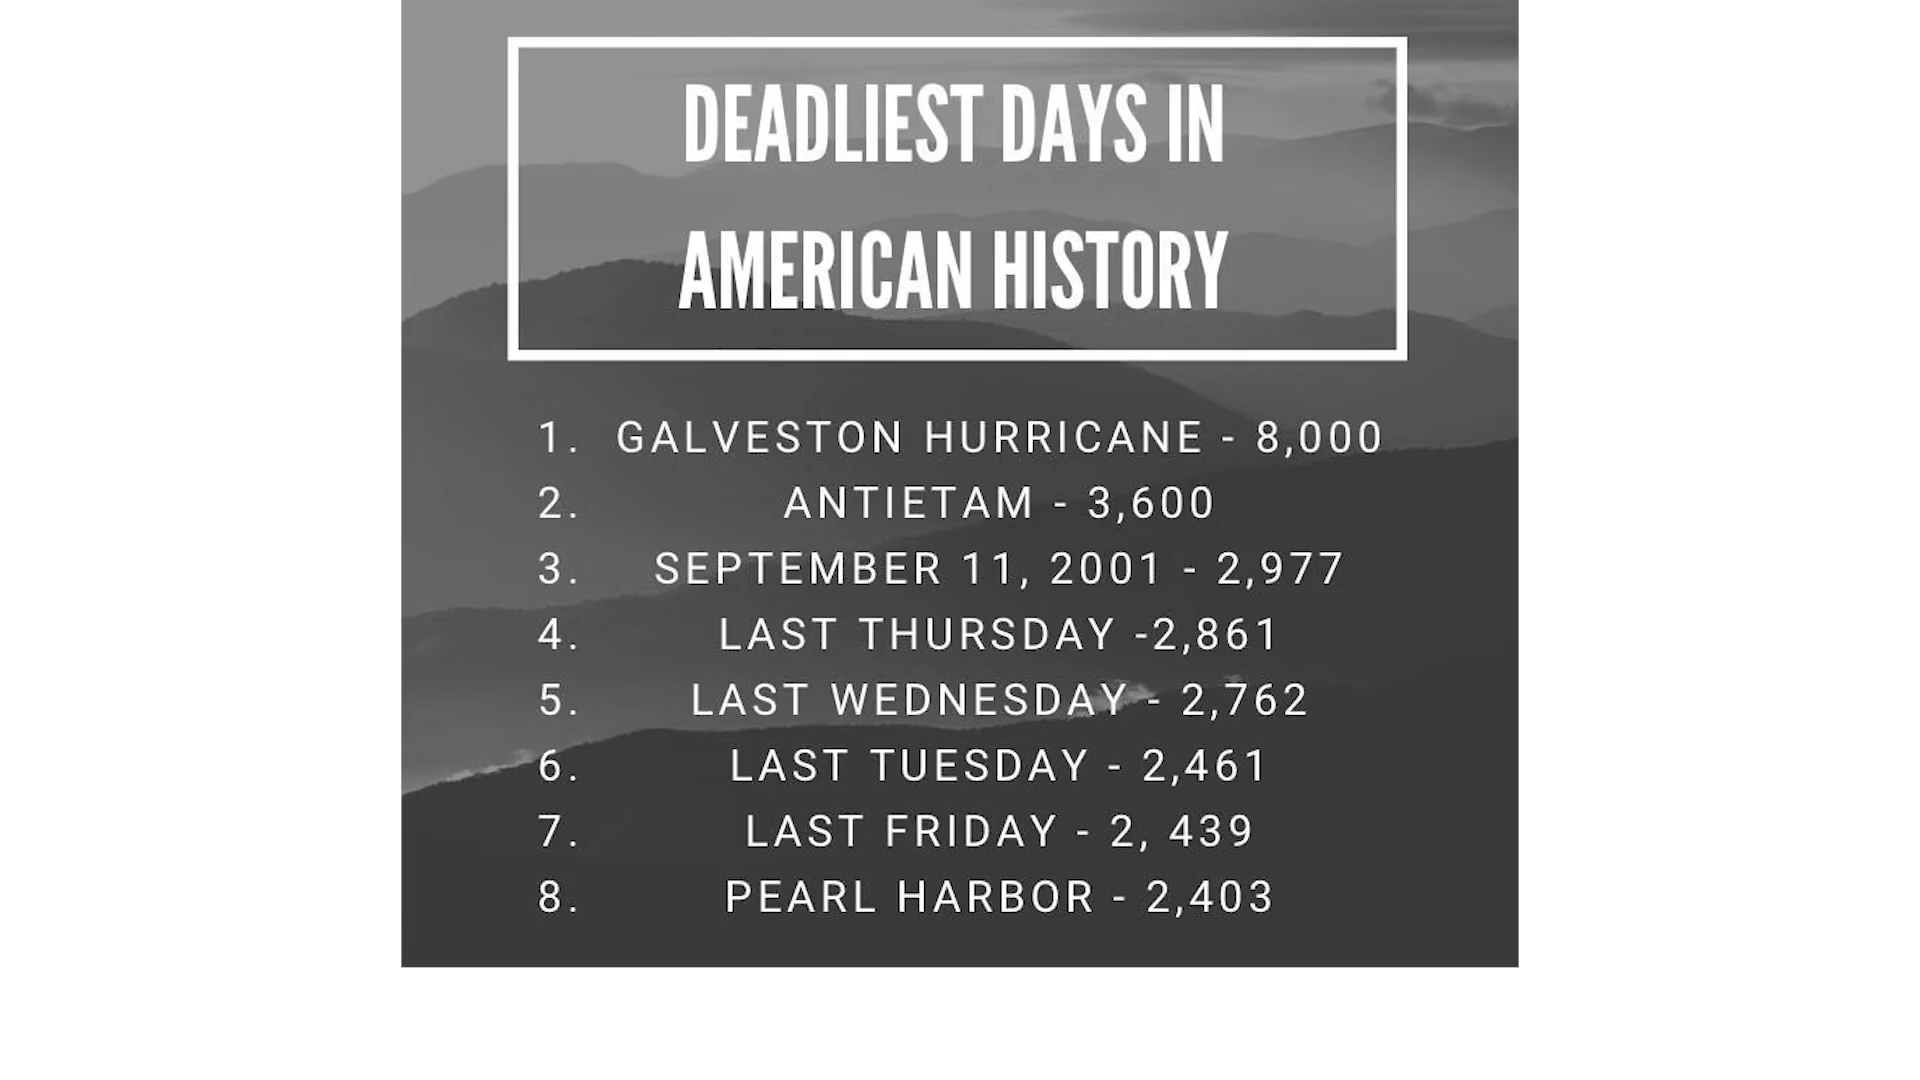 DEADLIEST DAYS IN
AMERICAN HISTORY
1. GALVESTON HURRICANE - 8,000
2. ANTIETAM - 3,600
3. SEPTEMBER 11, 2001 - 2,977
4. LAST THURSDAY -2,861
5. LAST WEDNESDAY - 2,762
6. LAST TUESDAY - 2,461
7. LAST FRIDAY - 2, 439
8. PEARL HARBOR - 2,403